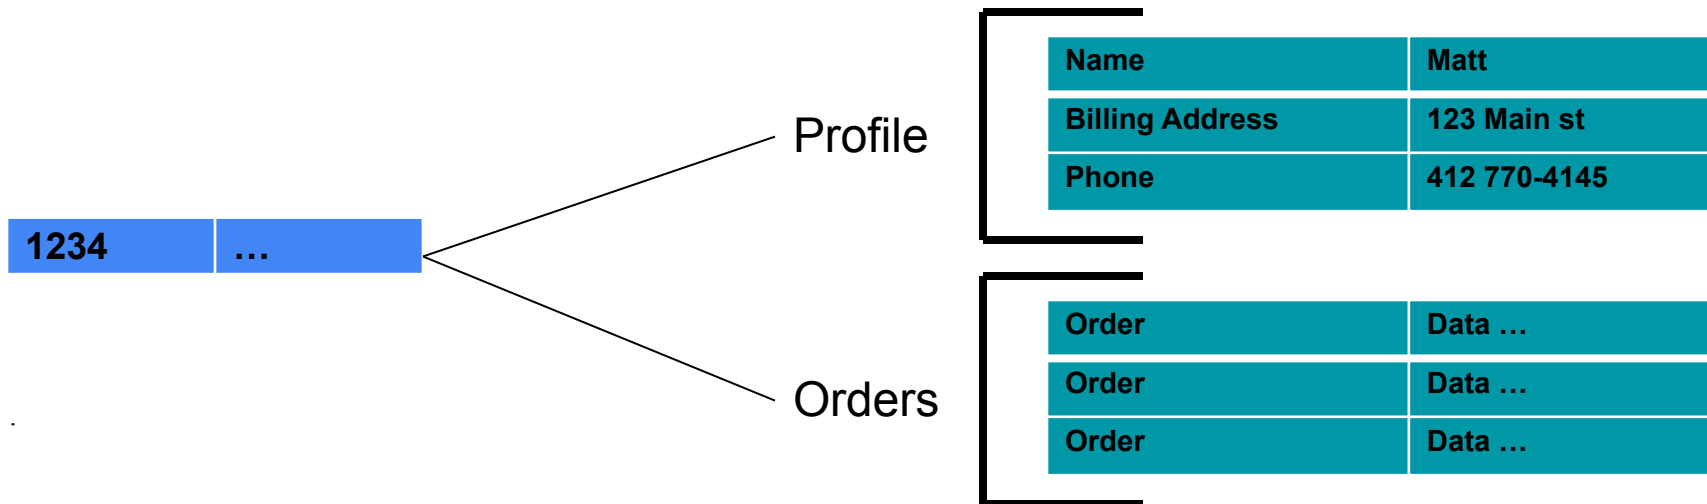 Name Matt
Billing Address 123 Main st
Phone 412 770-4145
Profile
1234 …
Order Data …
Order Data …
Order Data …
Orders
.